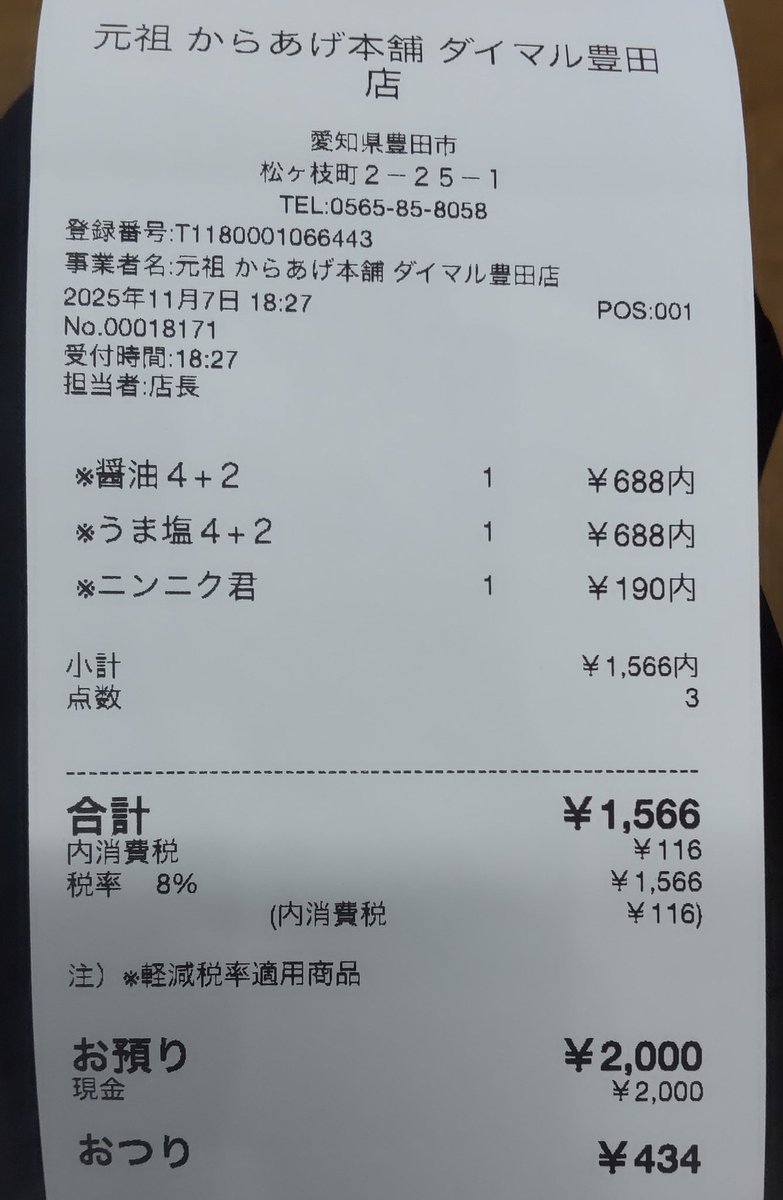 元祖 からあげ本舗 ダイマル豊田
店
愛知県豊田市
松ヶ枝町２－２５－１
TEL:0565-85-8058
登録番号:T1180001066443
事業者名:元祖 からあげ本舗 ダイマル豊田店
2025年11月7日 18:27 POS:001
No.00018171
受付時間:18:27
担当者:店長
※醤油４+２ 1 ￥688内
※うま塩４+２ 1 ￥688内
※ニンニク君 1 ￥190内
小計 ￥1,566内
点数 3
合計 ￥1,566
内消費税 ￥116
税率 8% ￥1,566
(内消費税 ￥116)
注）※軽減税率適用商品
お預り ￥2,000
現金 ￥2,000
おつり ￥434